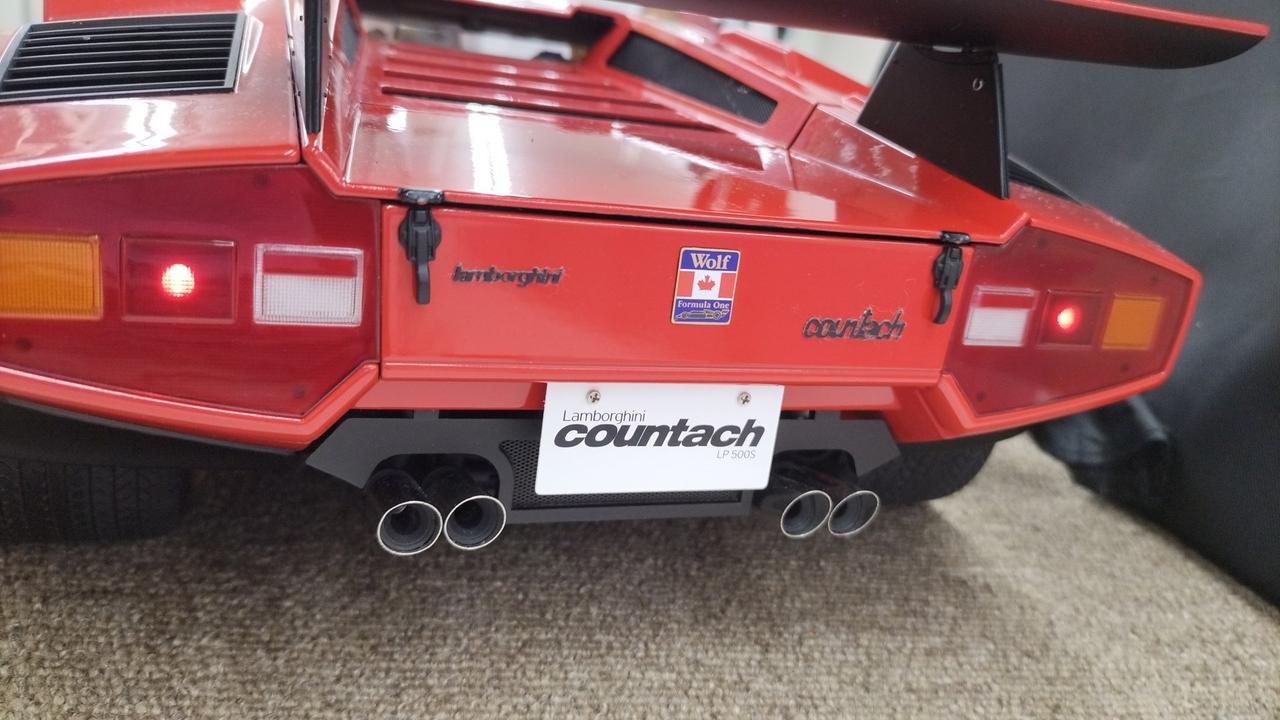 lamborghini
Wolf
Formula One
countach
Lamborghini
countach
LP 500S